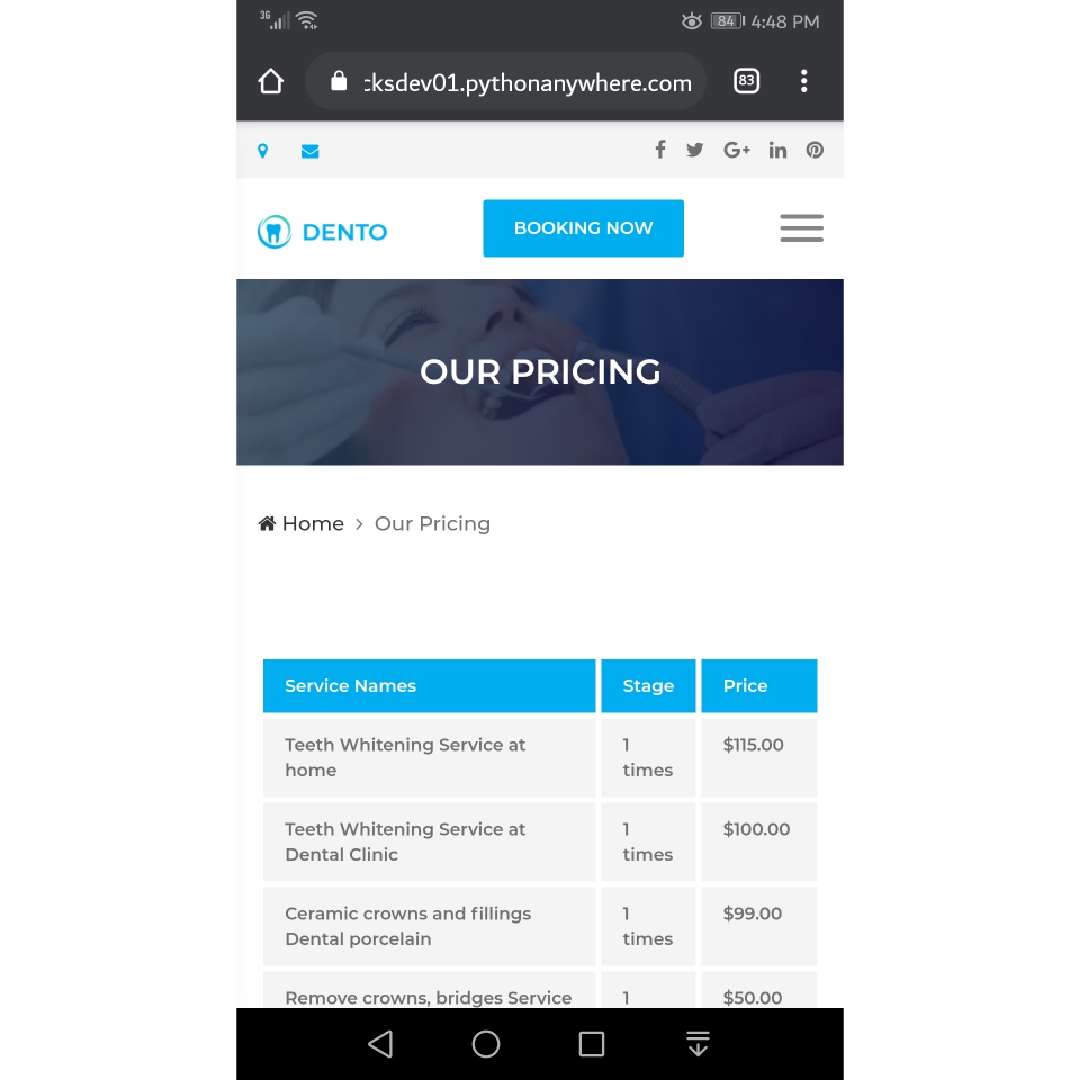 3G 84 4:48 PM
cksdev01.pythonanywhere.com 83
f G+ in
DENTO BOOKING NOW
OUR PRICING
Home > Our Pricing
Service Names Stage Price
Teeth Whitening Service at 1 $115.00
home times
Teeth Whitening Service at 1 $100.00
Dental Clinic times
Ceramic crowns and fillings 1 $99.00
Dental porcelain times
Remove crowns, bridges Service 1 $50.00